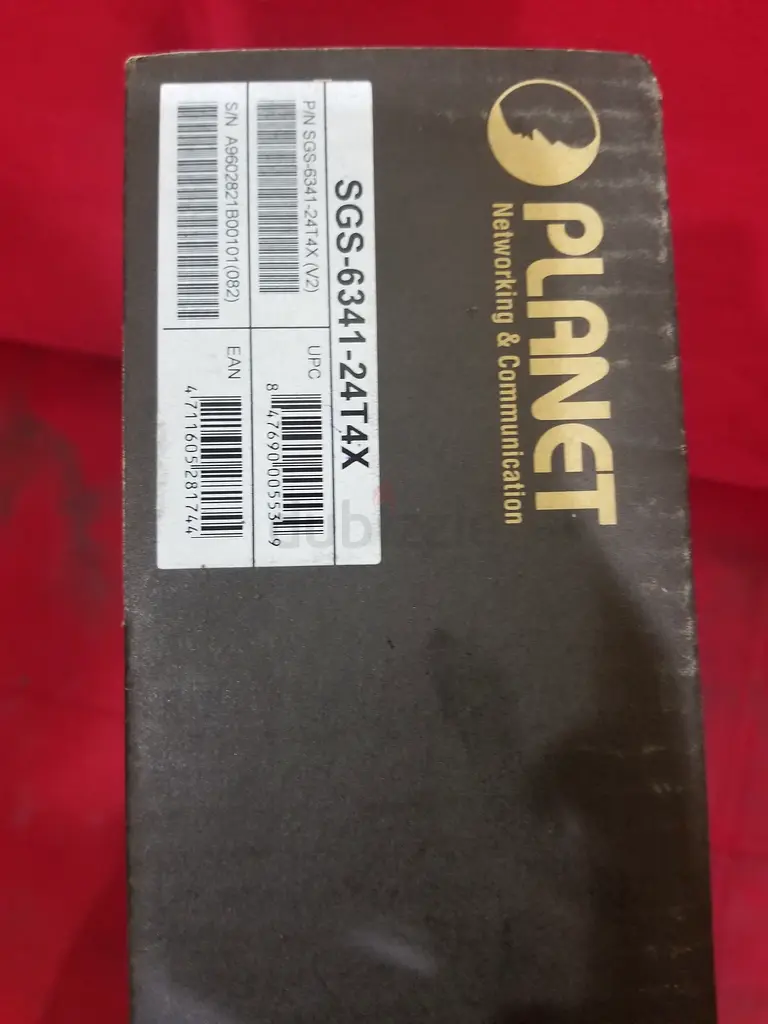 PLANET
Networking & Communication
SGS-6341-24T4X
P/N SGS-6341-24T4X (V2)
UPC
8 47690 00553 9
S/N A9602821B00101(082)
EAN
4 711605 281744
dubizzle